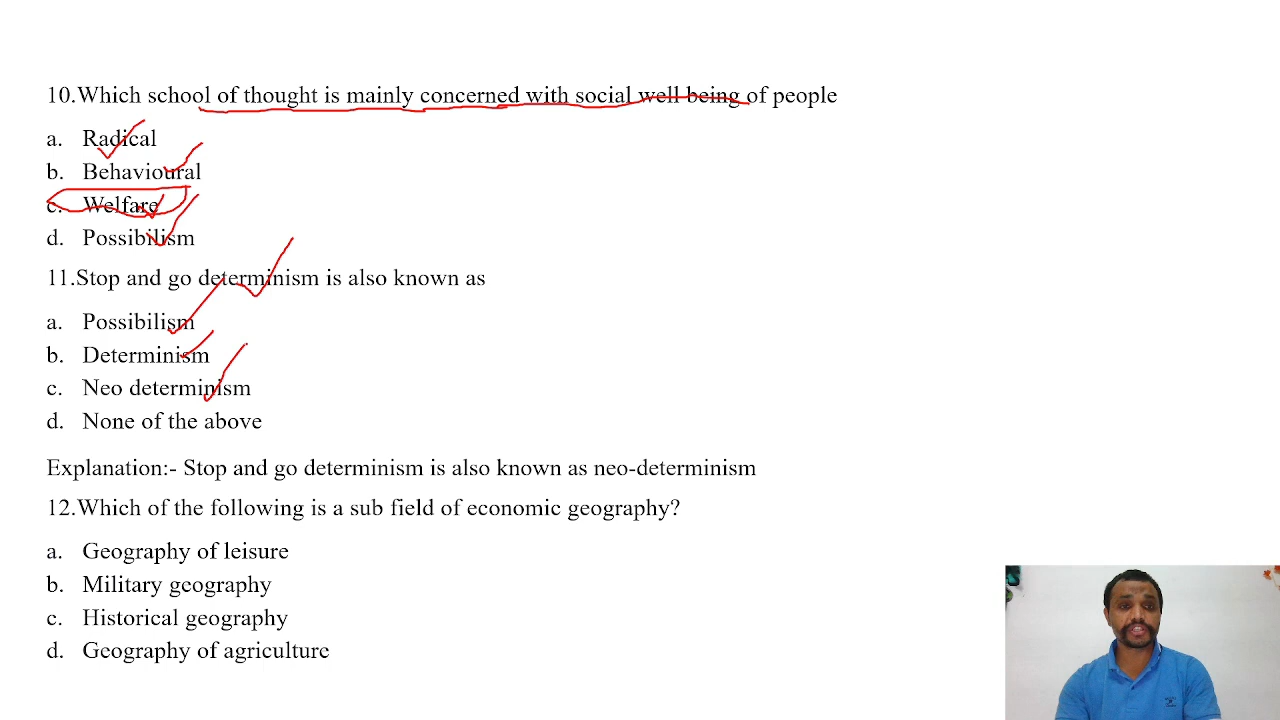 10.Which school of thought is mainly concerned with social well being of people
a. Radical
b. Behavioural
c. Welfare
d. Possibilism
11.Stop and go determinism is also known as
a. Possibilism
b. Determinism
c. Neo determinism
d. None of the above
Explanation:- Stop and go determinism is also known as neo-determinism
12.Which of the following is a sub field of economic geography?
a. Geography of leisure
b. Military geography
c. Historical geography
d. Geography of agriculture